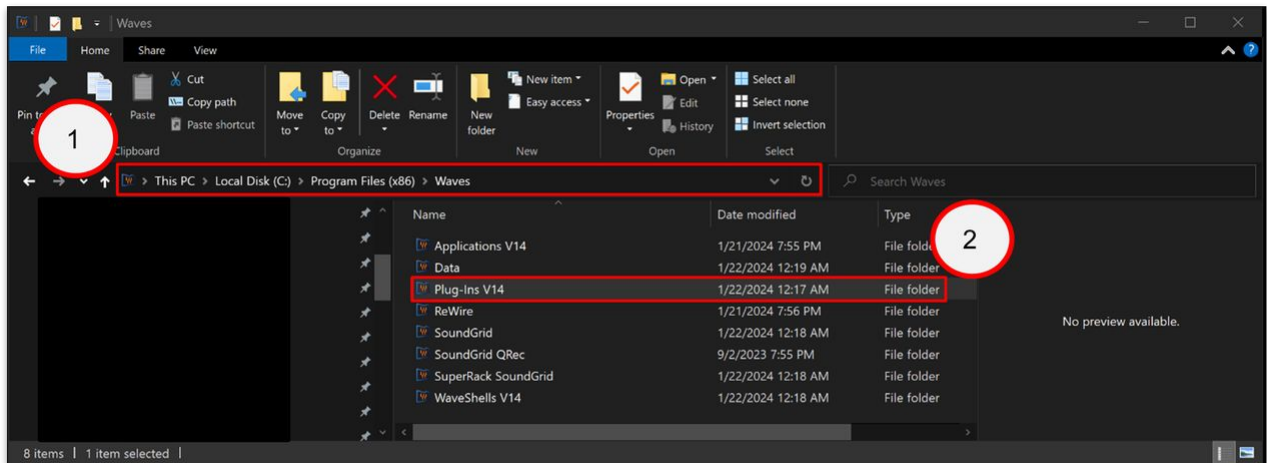 Waves
File Home Share View
Cut
Copy path
Paste shortcut
Paste
Clipboard
Move to
Copy to
Delete
Rename
Organize
New folder
New item
Easy access
New
Properties
Open
Edit
History
Open
Select all
Select none
Invert selection
Select
1
This PC > Local Disk (C:) > Program Files (x86) > Waves
Search Waves
Name Date modified Type
2
Applications V14 1/21/2024 7:55 PM File folder
Data 1/22/2024 12:19 AM File folder
Plug-Ins V14 1/22/2024 12:17 AM File folder
ReWire 1/21/2024 7:56 PM File folder
SoundGrid 1/22/2024 12:18 AM File folder
SoundGrid QRec 9/2/2023 7:55 PM File folder
SuperRack SoundGrid 1/22/2024 12:18 AM File folder
WaveShells V14 1/22/2024 12:18 AM File folder
No preview available.
8 items | 1 item selected |